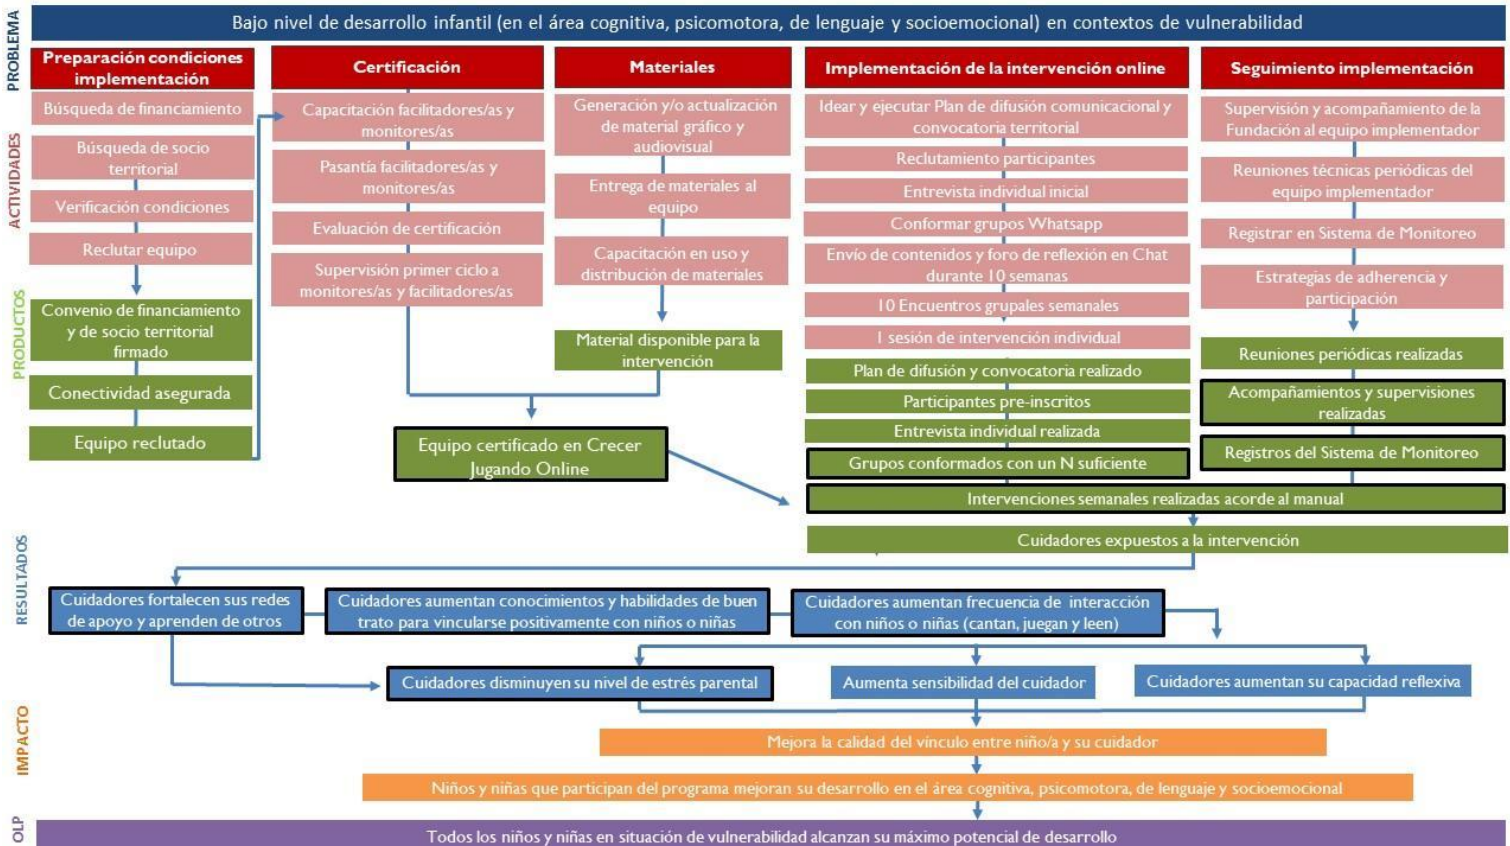 PROBLEMA
Bajo nivel de desarrollo infantil (en el área cognitiva, psicomotora, de lenguaje y socioemocional) en contextos de vulnerabilidad
Preparación condiciones
implementación
Certificación
Materiales
Implementación de la intervención online
Seguimiento implementación
ACTIVIDADES
Búsqueda de financiamiento
Búsqueda de socio
territorial
Verificación condiciones
Reclutar equipo
Capacitación facilitadores/as y
monitores/as
Pasantía facilitadores/as y
monitores/as
Evaluación de certificación
Supervisión primer ciclo a
monitores/as y facilitadores/as
Generación y/o actualización
de material gráfico y
audiovisual
Entrega de materiales al
equipo
Capacitación en uso y
distribución de materiales
Idear y ejecutar Plan de difusión comunicacional y
convocatoria territorial
Reclutamiento participantes
Entrevista individual inicial
Conformar grupos Whatsapp
Envío de contenidos y foro de reflexión en Chat
durante 10 semanas
10 Encuentros grupales semanales
1 sesión de intervención individual
Supervisión y acompañamiento de la
Fundación al equipo implementador
Reuniones técnicas periódicas del
equipo implementador
Registrar en Sistema de Monitoreo
Estrategias de adherencia y
participación
PRODUCTOS
Convenio de financiamiento
y de socio territorial
firmado
Conectividad asegurada
Equipo reclutado
Material disponible para la
intervención
Equipo certificado en Crecer
Jugando Online
Plan de difusión y convocatoria realizado
Participantes pre-inscritos
Entrevista individual realizada
Grupos conformados con un N suficiente
Reuniones periódicas realizadas
Acompañamientos y supervisiones
realizadas
Registros del Sistema de Monitoreo
Intervenciones semanales realizadas acorde al manual
Cuidadores expuestos a la intervención
RESULTADOS
Cuidadores fortalecen sus redes
de apoyo y aprenden de otros
Cuidadores aumentan conocimientos y habilidades de buen
trato para vincularse positivamente con niños o niñas
Cuidadores aumentan frecuencia de interacción
con niños o niñas (cantan, juegan y leen)
Cuidadores disminuyen su nivel de estrés parental
Aumenta sensibilidad del cuidador
Cuidadores aumentan su capacidad reflexiva
IMPACTO
Mejora la calidad del vínculo entre niño/a y su cuidador
Niños y niñas que participan del programa mejoran su desarrollo en el área cognitiva, psicomotora, de lenguaje y socioemocional
OLP
Todos los niños y niñas en situación de vulnerabilidad alcanzan su máximo potencial de desarrollo